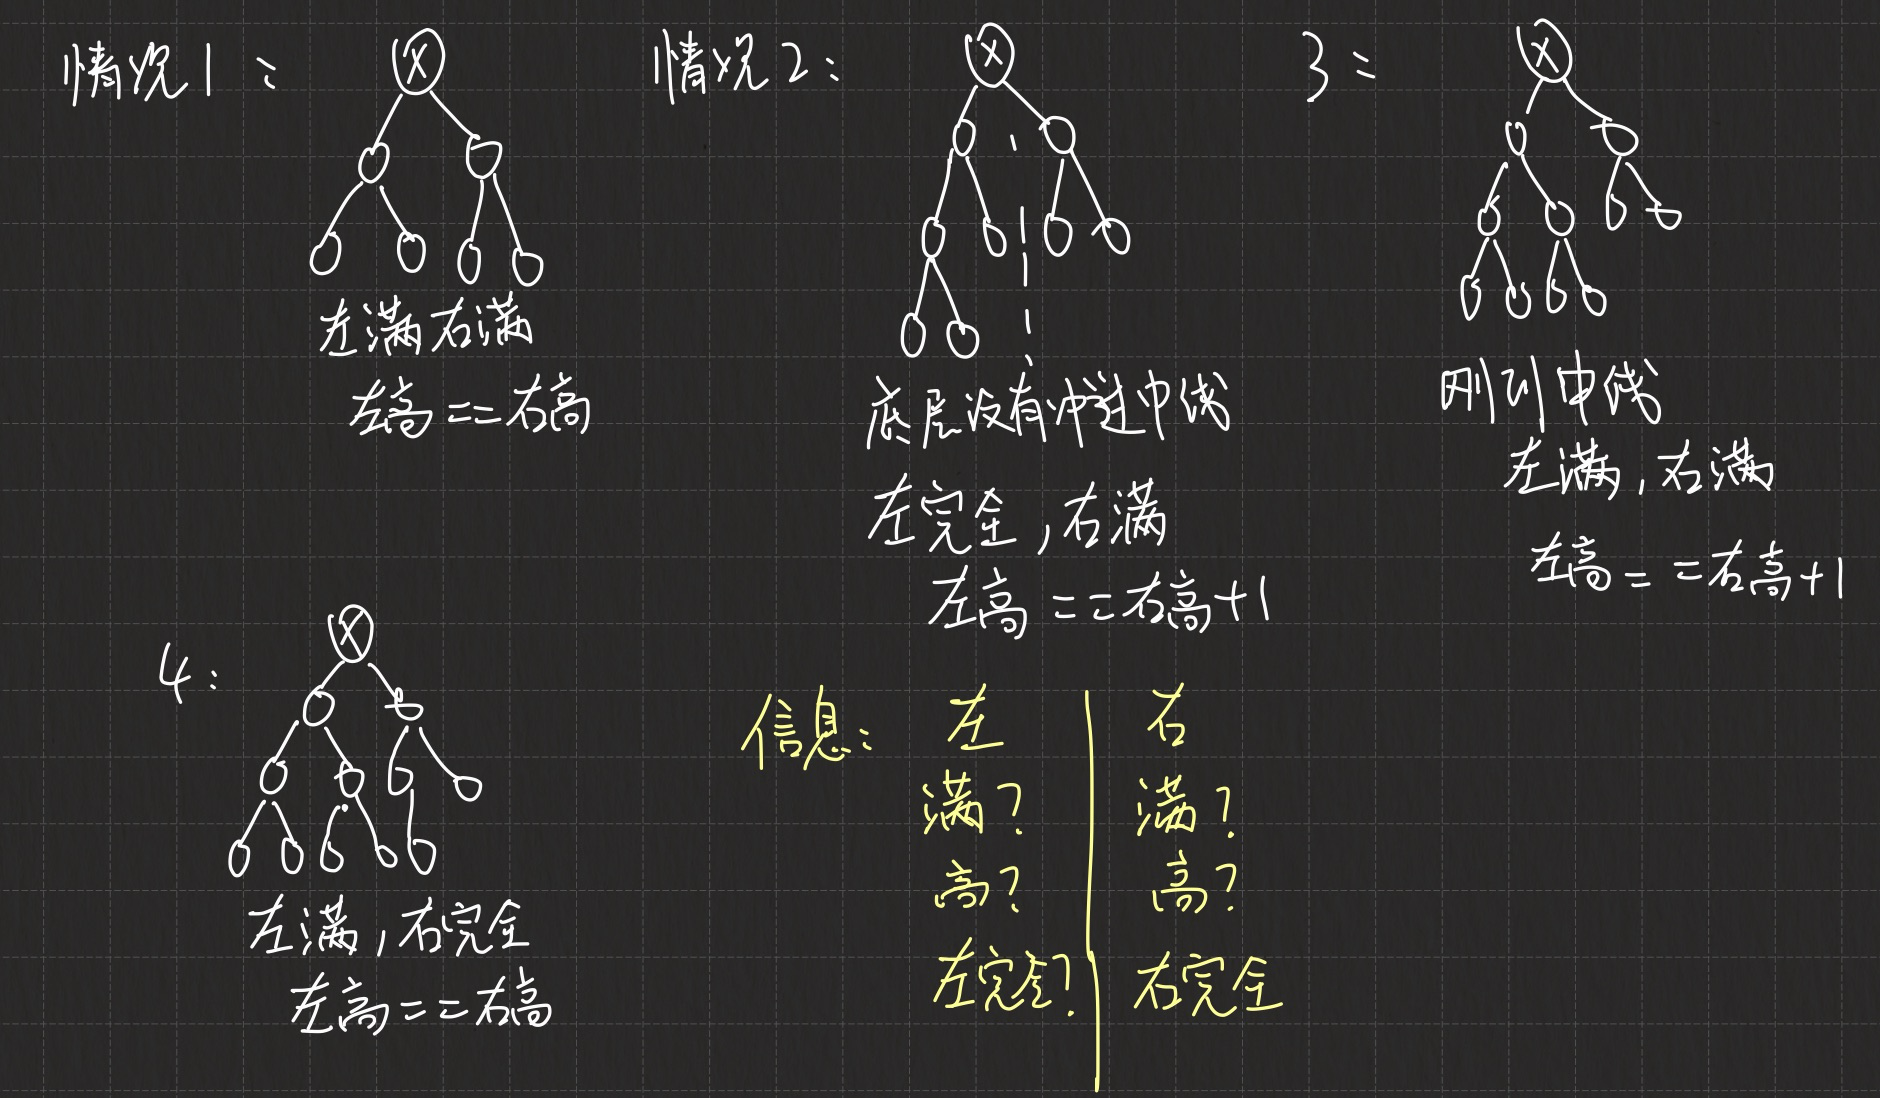 情况1:
X
左满右满
左高==右高
情况2:
X
底层没有冲过中线
左完全,右满
左高==右高+1
3:
X
刚到中线
左满,右满
左高==右高+1
4:
X
左满,右完全
左高==右高
信息: 左 右
满? 满?
高? 高?
左完全? 右完全